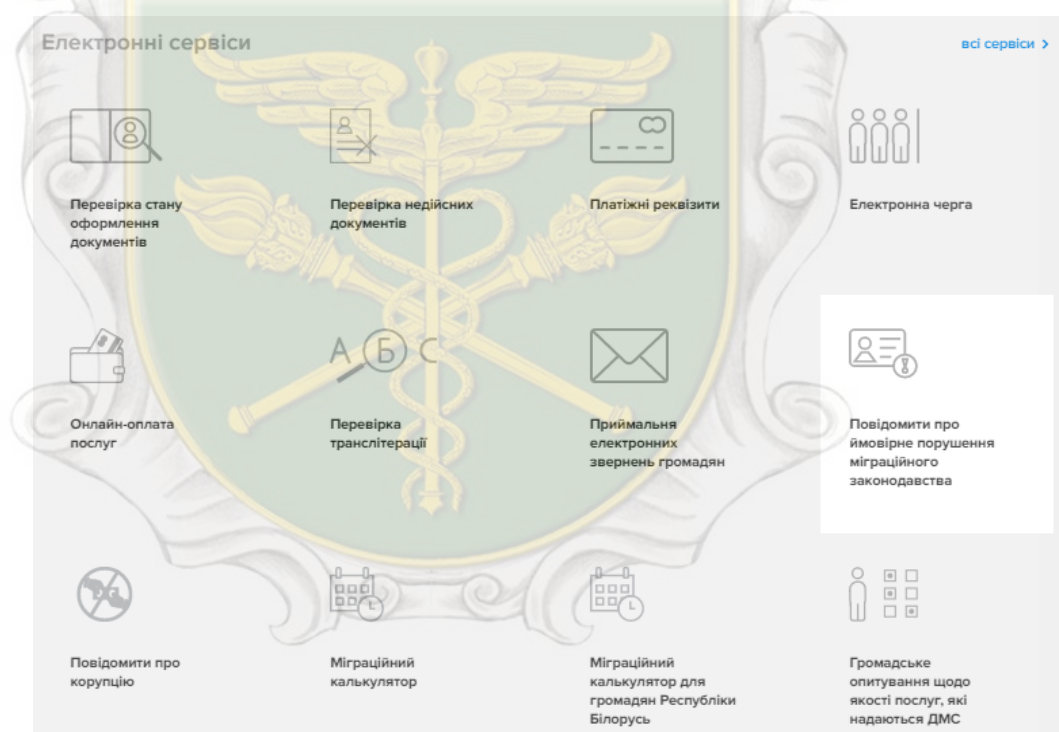 Електронні сервіси
всі сервіси >
Перевірка стану
оформлення
документів
Перевірка недійсних
документів
Платіжні реквізити
Електронна черга
Онлайн-оплата
послуг
А Б С
Перевірка
транслітерації
Приймальня
електронних
звернень громадян
Повідомити про
ймовірне порушення
міграційного
законодавства
Повідомити про
корупцію
Міграційний
калькулятор
Міграційний
калькулятор для
громадян Республіки
Білорусь
Громадське
опитування щодо
якості послуг, які
надаються ДМС